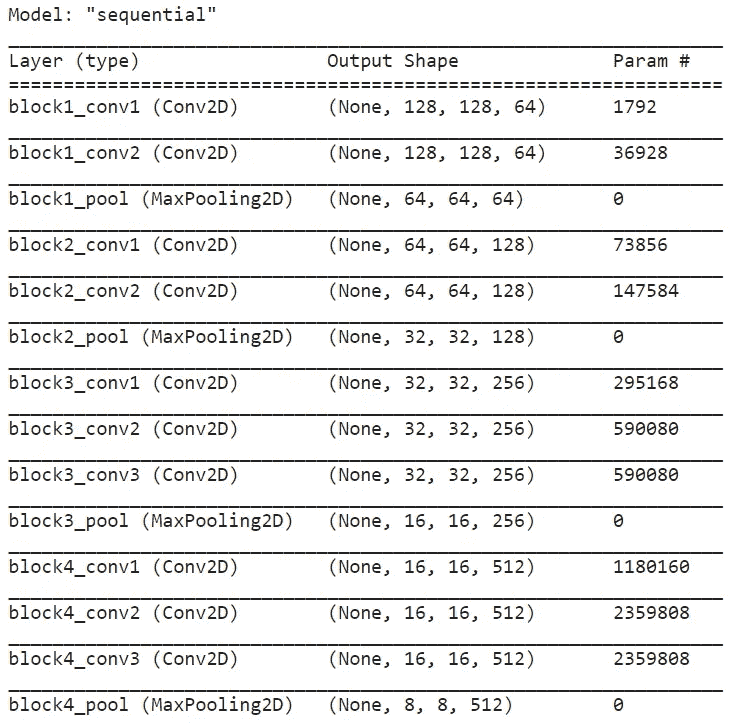 Model: "sequential"
Layer (type) Output Shape Param #
block1_conv1 (Conv2D) (None, 128, 128, 64) 1792
block1_conv2 (Conv2D) (None, 128, 128, 64) 36928
block1_pool (MaxPooling2D) (None, 64, 64, 64) 0
block2_conv1 (Conv2D) (None, 64, 64, 128) 73856
block2_conv2 (Conv2D) (None, 64, 64, 128) 147584
block2_pool (MaxPooling2D) (None, 32, 32, 128) 0
block3_conv1 (Conv2D) (None, 32, 32, 256) 295168
block3_conv2 (Conv2D) (None, 32, 32, 256) 590080
block3_conv3 (Conv2D) (None, 32, 32, 256) 590080
block3_pool (MaxPooling2D) (None, 16, 16, 256) 0
block4_conv1 (Conv2D) (None, 16, 16, 512) 1180160
block4_conv2 (Conv2D) (None, 16, 16, 512) 2359808
block4_conv3 (Conv2D) (None, 16, 16, 512) 2359808
block4_pool (MaxPooling2D) (None, 8, 8, 512) 0